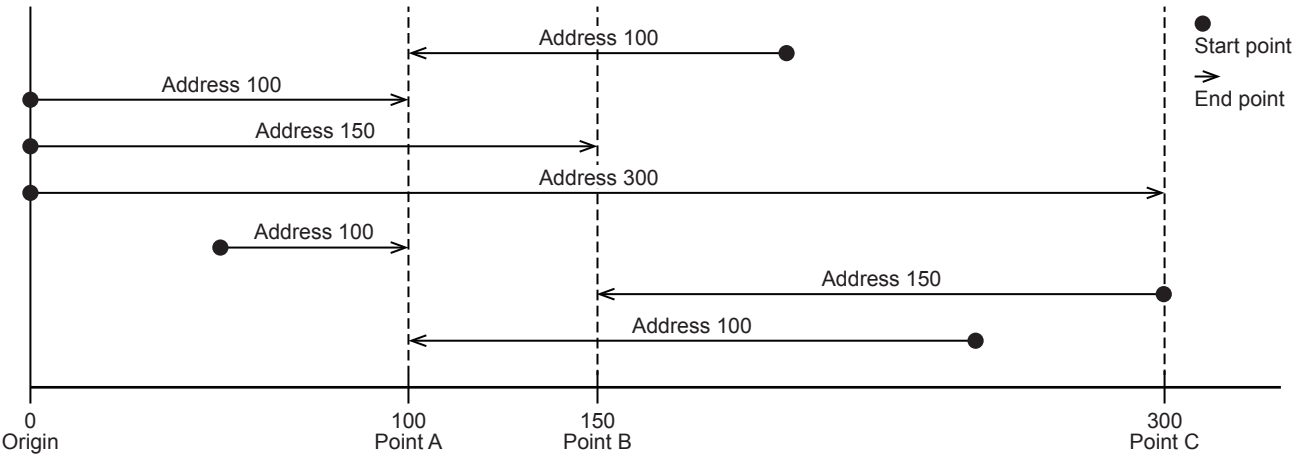 Address 100
Start point
Address 100
End point
Address 150
Address 300
Address 100
Address 150
Address 100
0
100
150
300
Origin
Point A
Point B
Point C